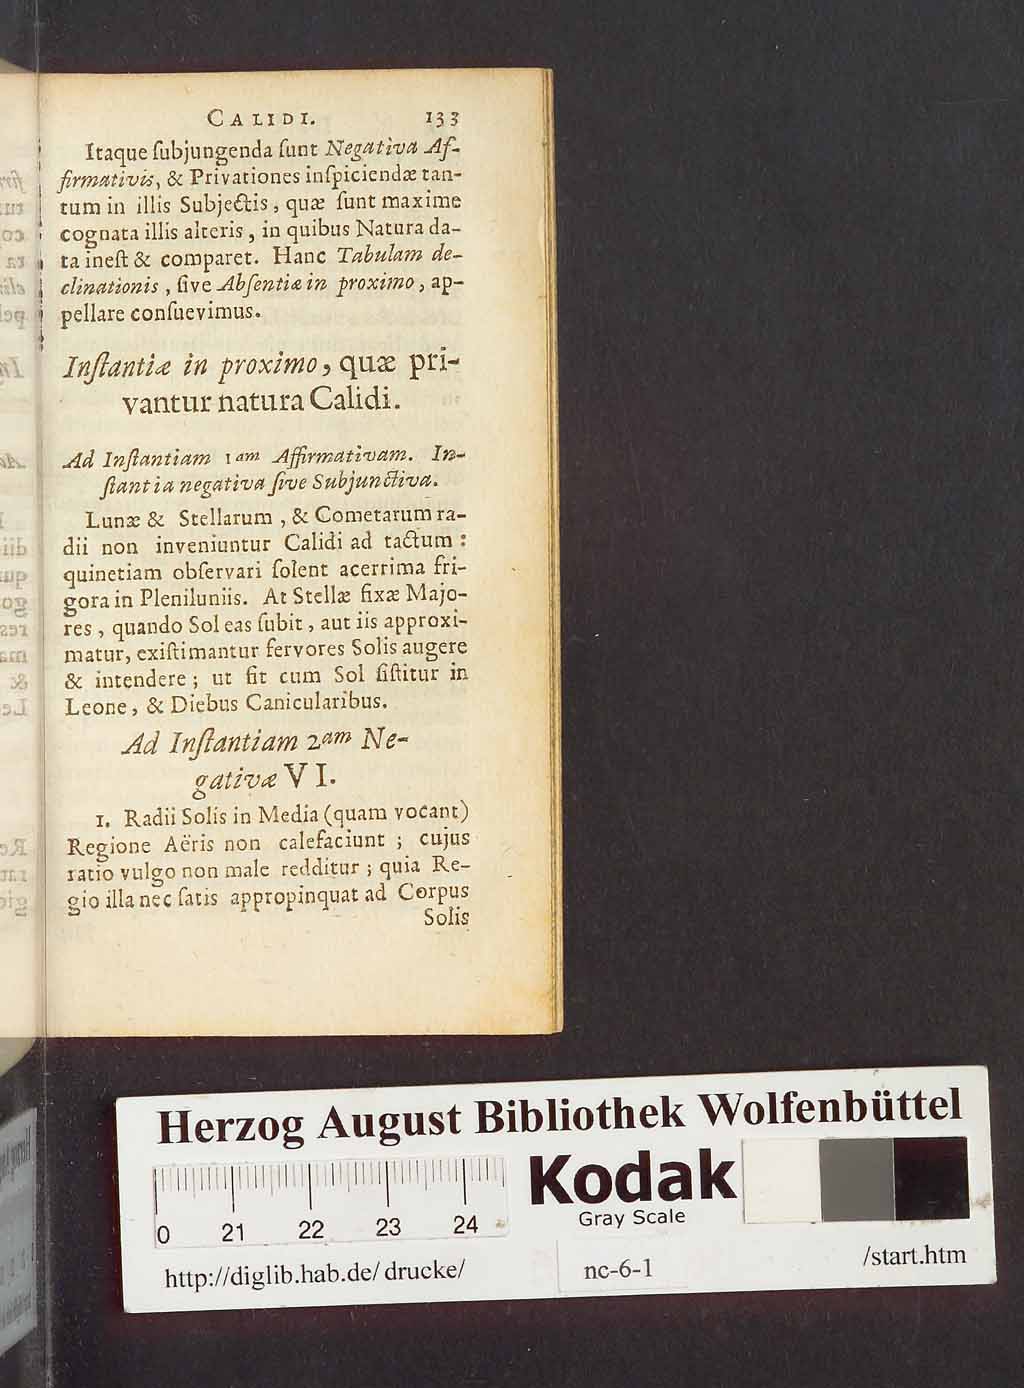 CALIDI. 133
Itaque ſubjungenda ſunt Negativa Af-
firmativis, & Privationes inſpiciendæ tan-
tum in illis Subjectis, quæ ſunt maxime
cognata illis alteris, in quibus Natura da-
ta ineſt & comparet. Hanc Tabulam de-
clinationis, ſive Abſentiæ in proximo, ap-
pellare conſuevimus.
Inſtantiæ in proximo, quæ pri-
vantur natura Calidi.
Ad Inſtantiam 1am Affirmativam. In-
ſtantia negativa ſive Subjunctiva.
Lunæ & Stellarum, & Cometarum ra-
dii non inveniuntur Calidi ad tactum:
quinetiam obſervari ſolent acerrima fri-
gora in Pleniluniis. At Stellæ fixæ Majo-
res, quando Sol eas ſubit, aut iis approxi-
matur, exiſtimantur fervores Solis augere
& intendere; ut fit cum Sol ſiſtitur in
Leone, & Diebus Canicularibus.
Ad Inſtantiam 2am Ne-
gativæ VI.
1. Radii Solis in Media (quam vocant)
Regione Aëris non calefaciunt; cujus
ratio vulgo non male redditur; quia Re-
gio illa nec ſatis appropinquat ad Corpus
Solis
Herzog August Bibliothek Wolfenbüttel
0 21 22 23 24
Kodak
Gray Scale
http://diglib.hab.de/drucke/ nc-6-1 /start.htm